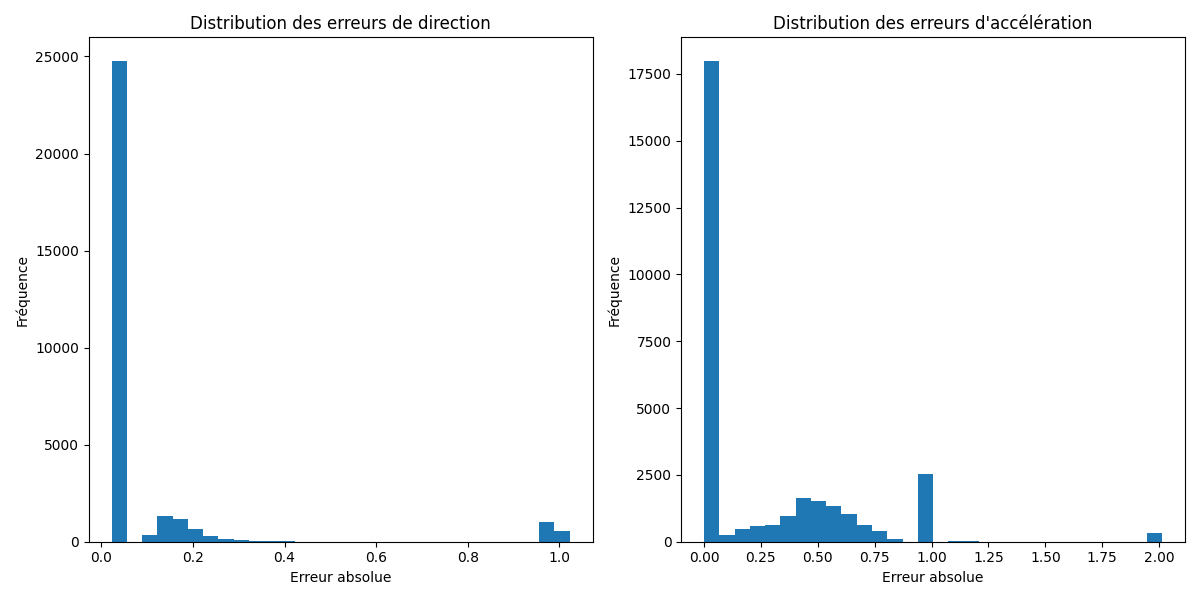 Distribution des erreurs de direction
25000
20000
15000
10000
5000
0
Fréquence
0.0 0.2 0.4 0.6 0.8 1.0
Erreur absolue
Distribution des erreurs d'accélération
17500
15000
12500
10000
7500
5000
2500
0
Fréquence
0.00 0.25 0.50 0.75 1.00 1.25 1.50 1.75 2.00
Erreur absolue